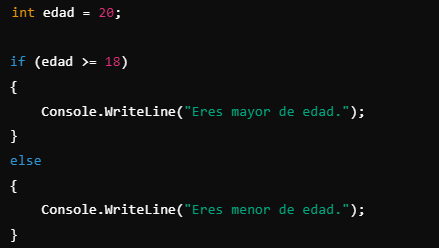 int edad = 20;
if (edad >= 18)
{
    Console.WriteLine("Eres mayor de edad.");
}
else
{
    Console.WriteLine("Eres menor de edad.");
}